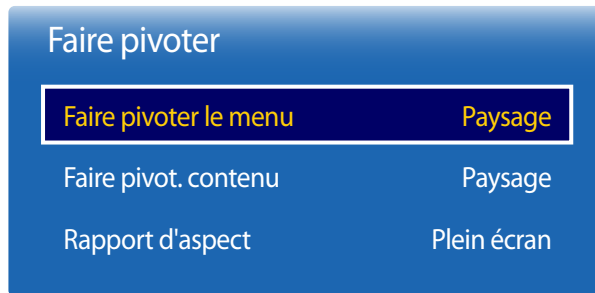 Faire pivoter
Faire pivoter le menu Paysage
Faire pivot. contenu Paysage
Rapport d'aspect Plein écran